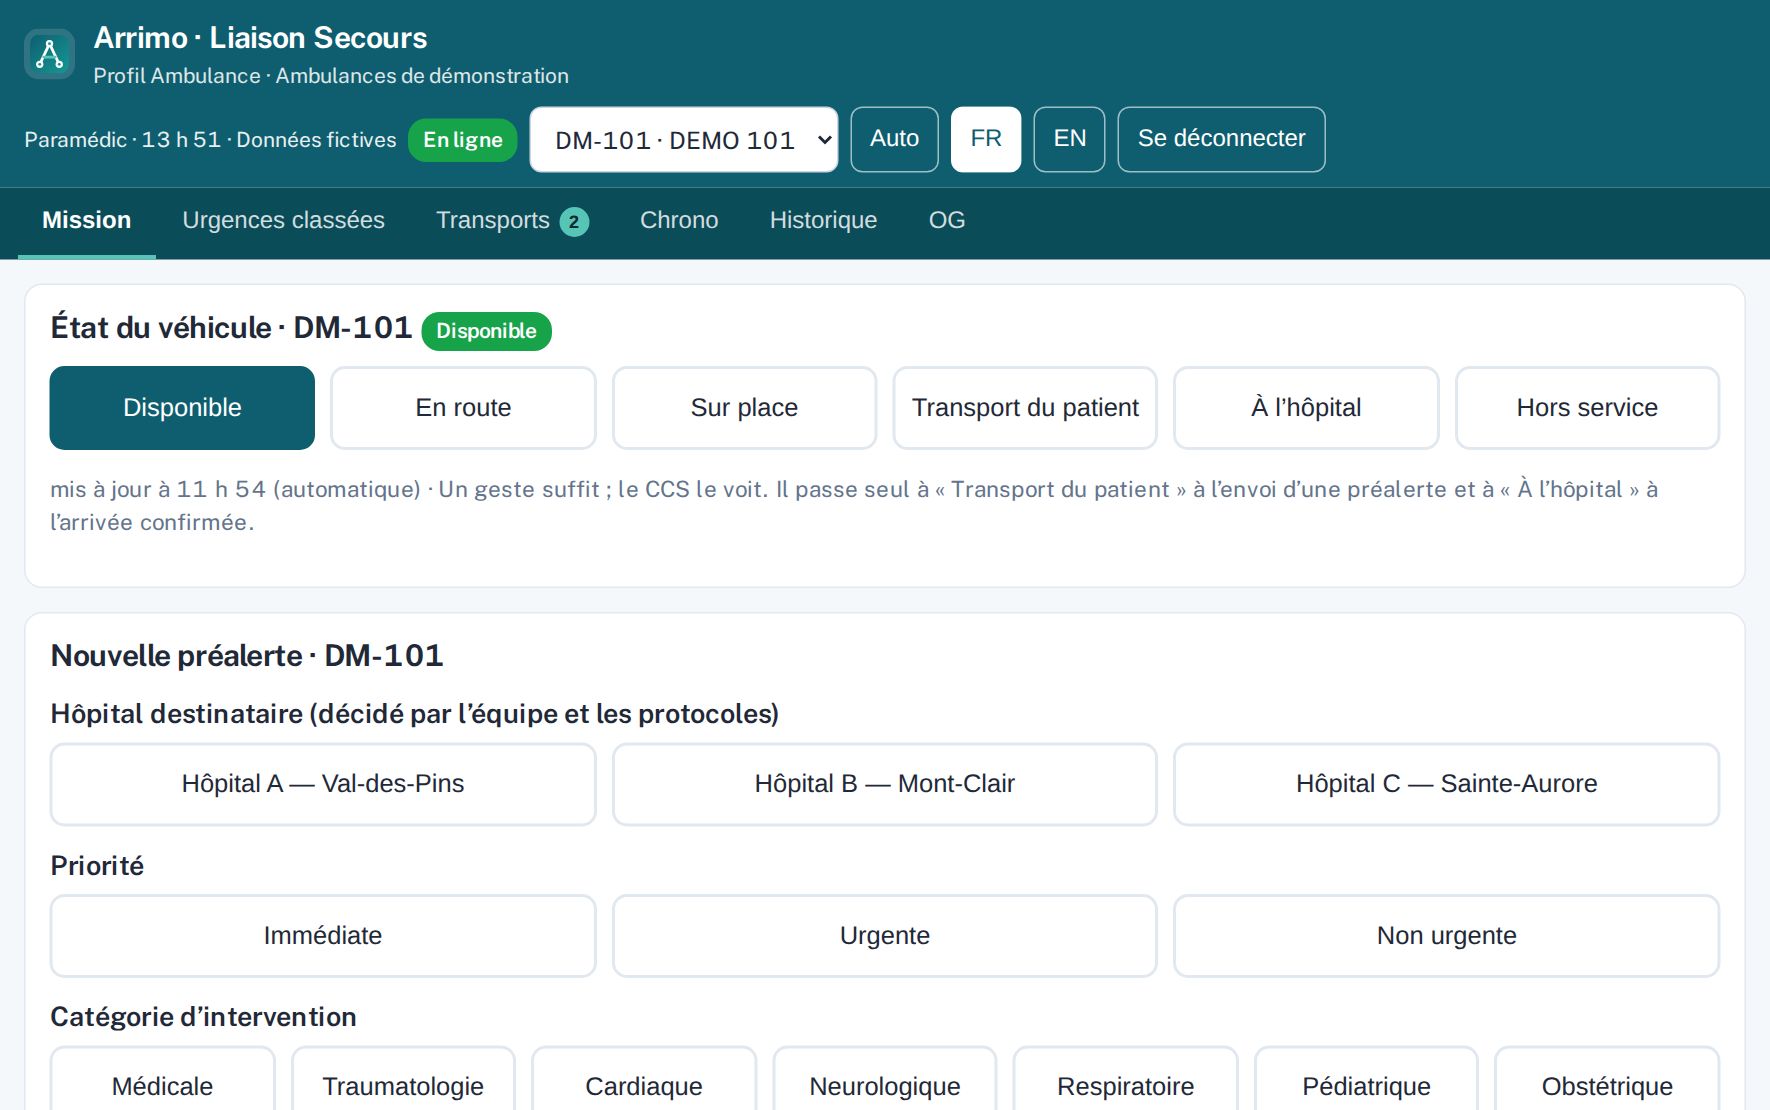 Arrimo · Liaison Secours
Profil Ambulance · Ambulances de démonstration
Paramédic · 13 h 51 · Données fictives
En ligne
DM-101 · DEMO 101
Auto
FR
EN
Se déconnecter
Mission
Urgences classées
Transports 2
Chrono
Historique
OG
État du véhicule · DM-101 Disponible
Disponible
En route
Sur place
Transport du patient
À l’hôpital
Hors service
mis à jour à 11 h 54 (automatique) · Un geste suffit ; le CCS le voit. Il passe seul à « Transport du patient » à l’envoi d’une préalerte et à « À l’hôpital » à
l’arrivée confirmée.
Nouvelle préalerte · DM-101
Hôpital destinataire (décidé par l’équipe et les protocoles)
Hôpital A — Val-des-Pins
Hôpital B — Mont-Clair
Hôpital C — Sainte-Aurore
Priorité
Immédiate
Urgente
Non urgente
Catégorie d’intervention
Médicale
Traumatologie
Cardiaque
Neurologique
Respiratoire
Pédiatrique
Obstétrique